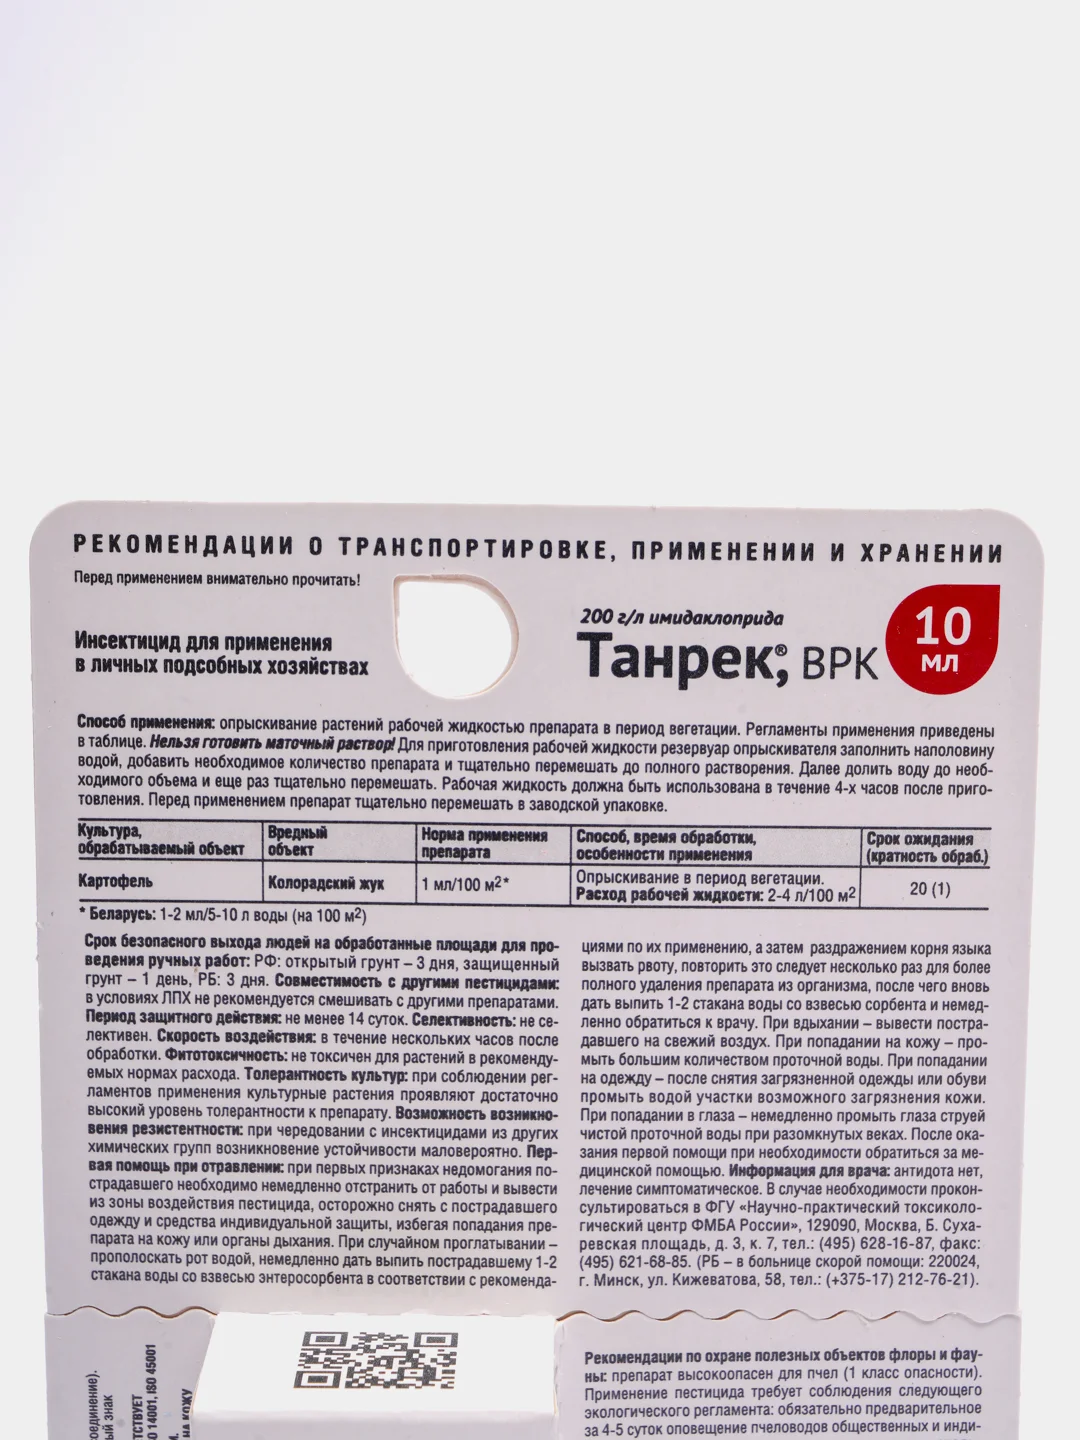 РЕКОМЕНДАЦИИ О ТРАНСПОРТИРОВКЕ, ПРИМЕНЕНИИ И ХРАНЕНИИ
Перед применением внимательно прочитать!
Инсектицид для применения
в личных подсобных хозяйствах
200 г/л имидаклоприда
Танрек®, ВРК
10
мл
Способ применения: опрыскивание растений рабочей жидкостью препарата в период вегетации. Регламенты применения приведены
в таблице. Нельзя готовить маточный раствор! Для приготовления рабочей жидкости резервуар опрыскивателя заполнить наполовину
водой, добавить необходимое количество препарата и тщательно перемешать до полного растворения. Далее долить воду до необ-
ходимого объема и еще раз тщательно перемешать. Рабочая жидкость должна быть использована в течение 4-х часов после приго-
товления. Перед применением препарат тщательно перемешать в заводской упаковке.
Культура, обрабатываемый объект
Вредный объект
Норма применения препарата
Способ, время обработки, особенности применения
Срок ожидания (кратность обраб.)
Картофель
Колорадский жук
1 мл/100 м2*
Опрыскивание в период вегетации.
Расход рабочей жидкости: 2-4 л/100 м2
20 (1)
* Беларусь: 1-2 мл/5-10 л воды (на 100 м2)
Срок безопасного выхода людей на обработанные площади для про-
ведения ручных работ: РФ: открытый грунт – 3 дня, защищенный
грунт – 1 день, РБ: 3 дня. Совместимость с другими пестицидами:
в условиях ЛПХ не рекомендуется смешивать с другими препаратами.
Период защитного действия: не менее 14 суток. Селективность: не се-
лективен. Скорость воздействия: в течение нескольких часов после
обработки. Фитотоксичность: не токсичен для растений в рекоменду-
емых нормах расхода. Толерантность культур: при соблюдении рег-
ламентов применения культурные растения проявляют достаточно
высокий уровень толерантности к препарату. Возможность возникно-
вения резистентности: при чередовании с инсектицидами из других
химических групп возникновение устойчивости маловероятно. Пер-
вая помощь при отравлении: при первых признаках недомогания по-
страдавшего необходимо немедленно отстранить от работы и вывести
из зоны воздействия пестицида, осторожно снять с пострадавшего
одежду и средства индивидуальной защиты, избегая попадания пре-
парата на кожу или органы дыхания. При случайном проглатывании –
прополоскать рот водой, немедленно дать выпить пострадавшему 1-2
стакана воды со взвесью энтеросорбента в соответствии с рекоменда-
циями по их применению, а затем раздражением корня языка
вызвать рвоту, повторить это следует несколько раз для более
полного удаления препарата из организма, после чего вновь
дать выпить 1-2 стакана воды со взвесью сорбента и немед-
ленно обратиться к врачу. При вдыхании – вывести постра-
давшего на свежий воздух. При попадании на кожу – про-
мыть большим количеством проточной воды. При попадании
на одежду – после снятия загрязненной одежды или обуви
промыть водой участки возможного загрязнения кожи.
При попадании в глаза – немедленно промыть глаза струей
чистой проточной воды при разомкнутых веках. После ока-
зания первой помощи при необходимости обратиться за ме-
дицинской помощью. Информация для врача: антидота нет,
лечение симптоматическое. В случае необходимости прокон-
сультироваться в ФГУ «Научно-практический токсиколо-
гический центр ФМБА России», 129090, Москва, Б. Суха-
ревская площадь, д. 3, к. 7, тел.: (495) 628-16-87, факс:
(495) 621-68-85. (РБ – в больнице скорой помощи: 220024,
г. Минск, ул. Кижеватова, 58, тел.: (+375-17) 212-76-21).
Рекомендации по охране полезных объектов флоры и фау-
ны: препарат высокоопасен для пчел (1 класс опасности).
Применение пестицида требует соблюдения следующего
экологического регламента: обязательно предварительное
за 4-5 суток оповещение пчеловодов общественных и инди-
14001, ISO 45001
НА КОЖУ